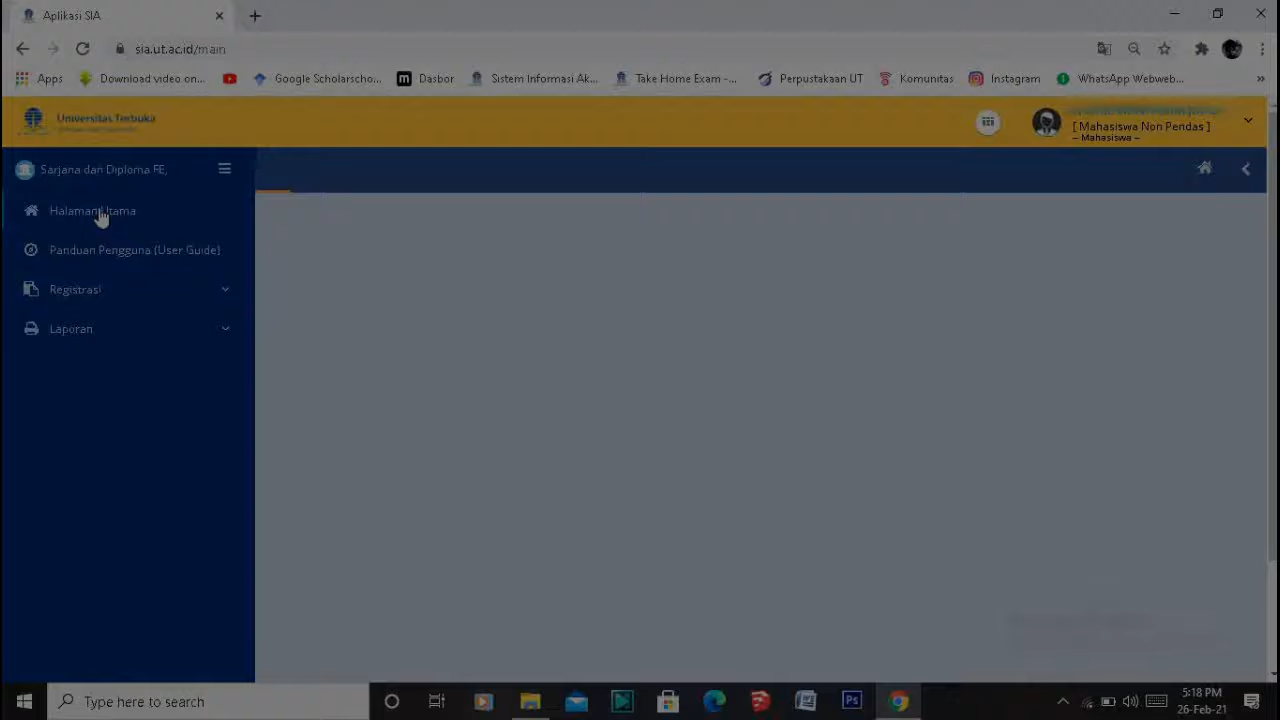 Aplikasi SIA
sia.ut.ac.id/main
Apps
Download video on...
Google Scholarscho...
m
Dasbor
Sistem Informasi Ak...
Take Home Exam -...
Perpustakaan UT
Komunitas
Instagram
WhatsApp Webweb...
»
Universitas Terbuka
[ Mahasiswa Non Pendas ]
-- Mahasiswa --
Sarjana dan Diploma FE,
Halaman Utama
Panduan Pengguna (User Guide)
Registrasi
Laporan
Type here to search
Ps
5:18 PM
26-Feb-21